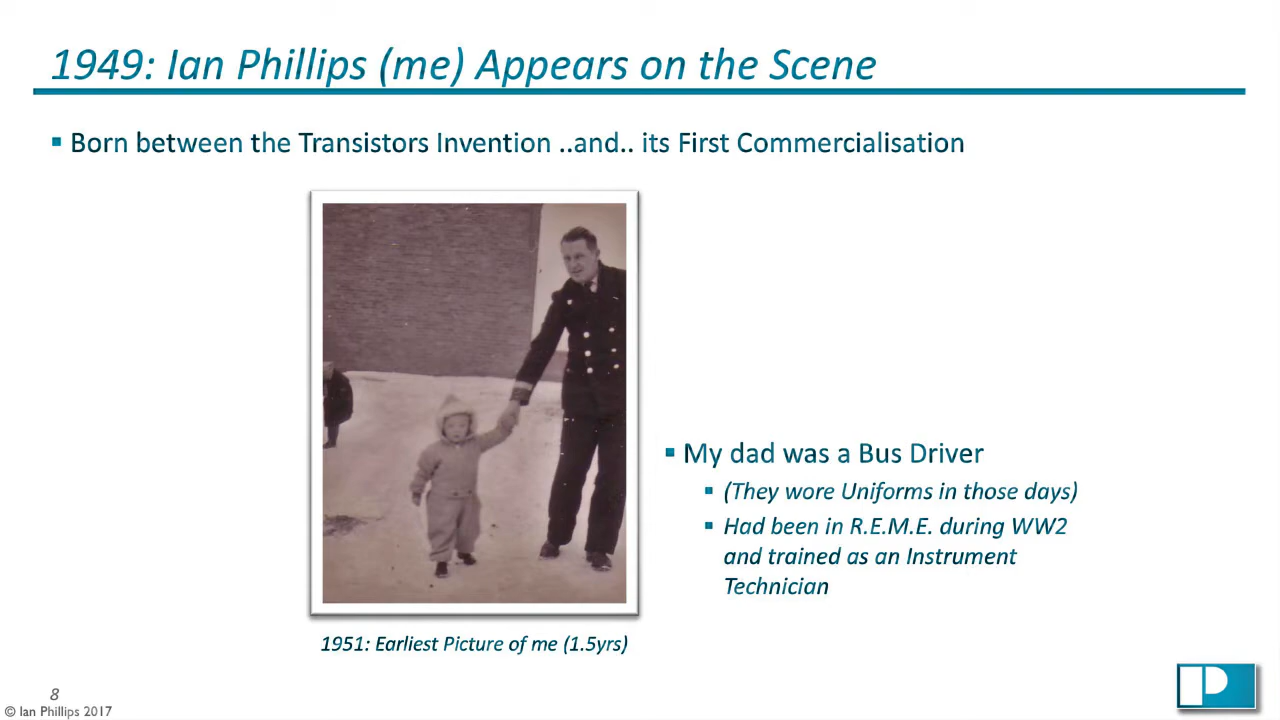 1949: Ian Phillips (me) Appears on the Scene
Born between the Transistors Invention ..and.. its First Commercialisation
My dad was a Bus Driver
(They wore Uniforms in those days)
Had been in R.E.M.E. during WW2
and trained as an Instrument
Technician
1951: Earliest Picture of me (1.5yrs)
8
© Ian Phillips 2017